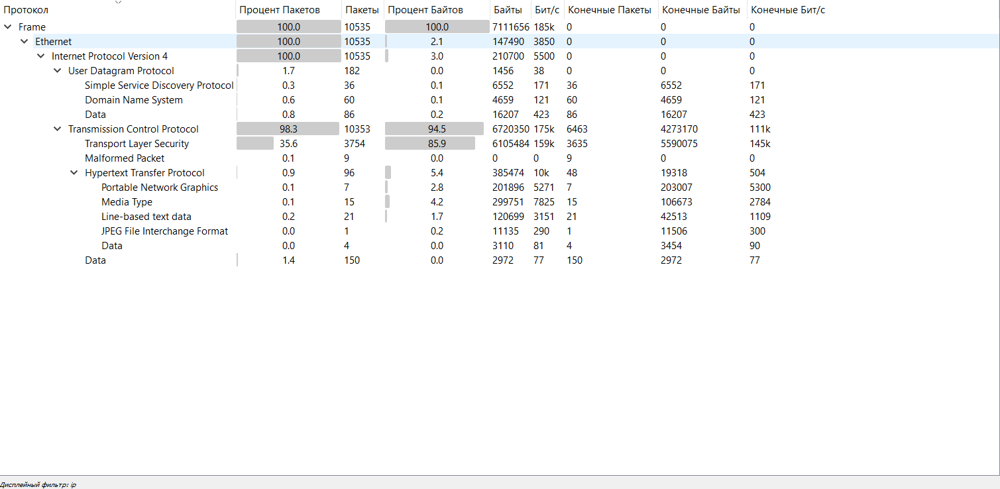 Протокол Процент Пакетов Пакеты Процент Байтов Байты Бит/с Конечные Пакеты Конечные Байты Конечные Бит/с
Frame 100.0 10535 100.0 7111656 185k 0 0 0
Ethernet 100.0 10535 2.1 147490 3850 0 0 0
Internet Protocol Version 4 100.0 10535 3.0 210700 5500 0 0 0
User Datagram Protocol 1.7 182 0.0 1456 38 0 0 0
Simple Service Discovery Protocol 0.3 36 0.1 6552 171 36 6552 171
Domain Name System 0.6 60 0.1 4659 121 60 4659 121
Data 0.8 86 0.2 16207 423 86 16207 423
Transmission Control Protocol 98.3 10353 94.5 6720350 175k 6463 4273170 111k
Transport Layer Security 35.6 3754 85.9 6105484 159k 3635 5590075 145k
Malformed Packet 0.1 9 0.0 0 0 9 0 0
Hypertext Transfer Protocol 0.9 96 5.4 385474 10k 48 19318 504
Portable Network Graphics 0.1 7 2.8 201896 5271 7 203007 5300
Media Type 0.1 15 4.2 299751 7825 15 106673 2784
Line-based text data 0.2 21 1.7 120699 3151 21 42513 1109
JPEG File Interchange Format 0.0 1 0.2 11135 290 1 11506 300
Data 0.0 4 0.0 3110 81 4 3454 90
Data 1.4 150 0.0 2972 77 150 2972 77
Дисплейный фильтр: ip